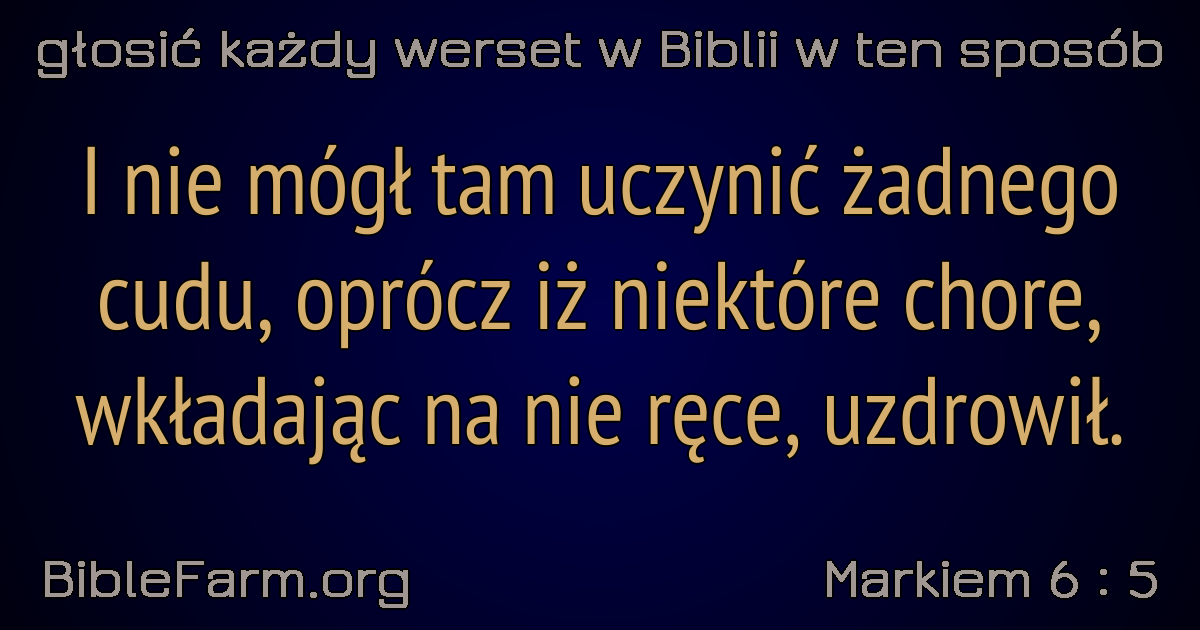 głosić każdy werset w Biblii w ten sposób
I nie mógł tam uczynić żadnego
cudu, oprócz iż niektóre chore,
wkładając na nie ręce, uzdrowił.
BibleFarm.org
Markiem 6 : 5